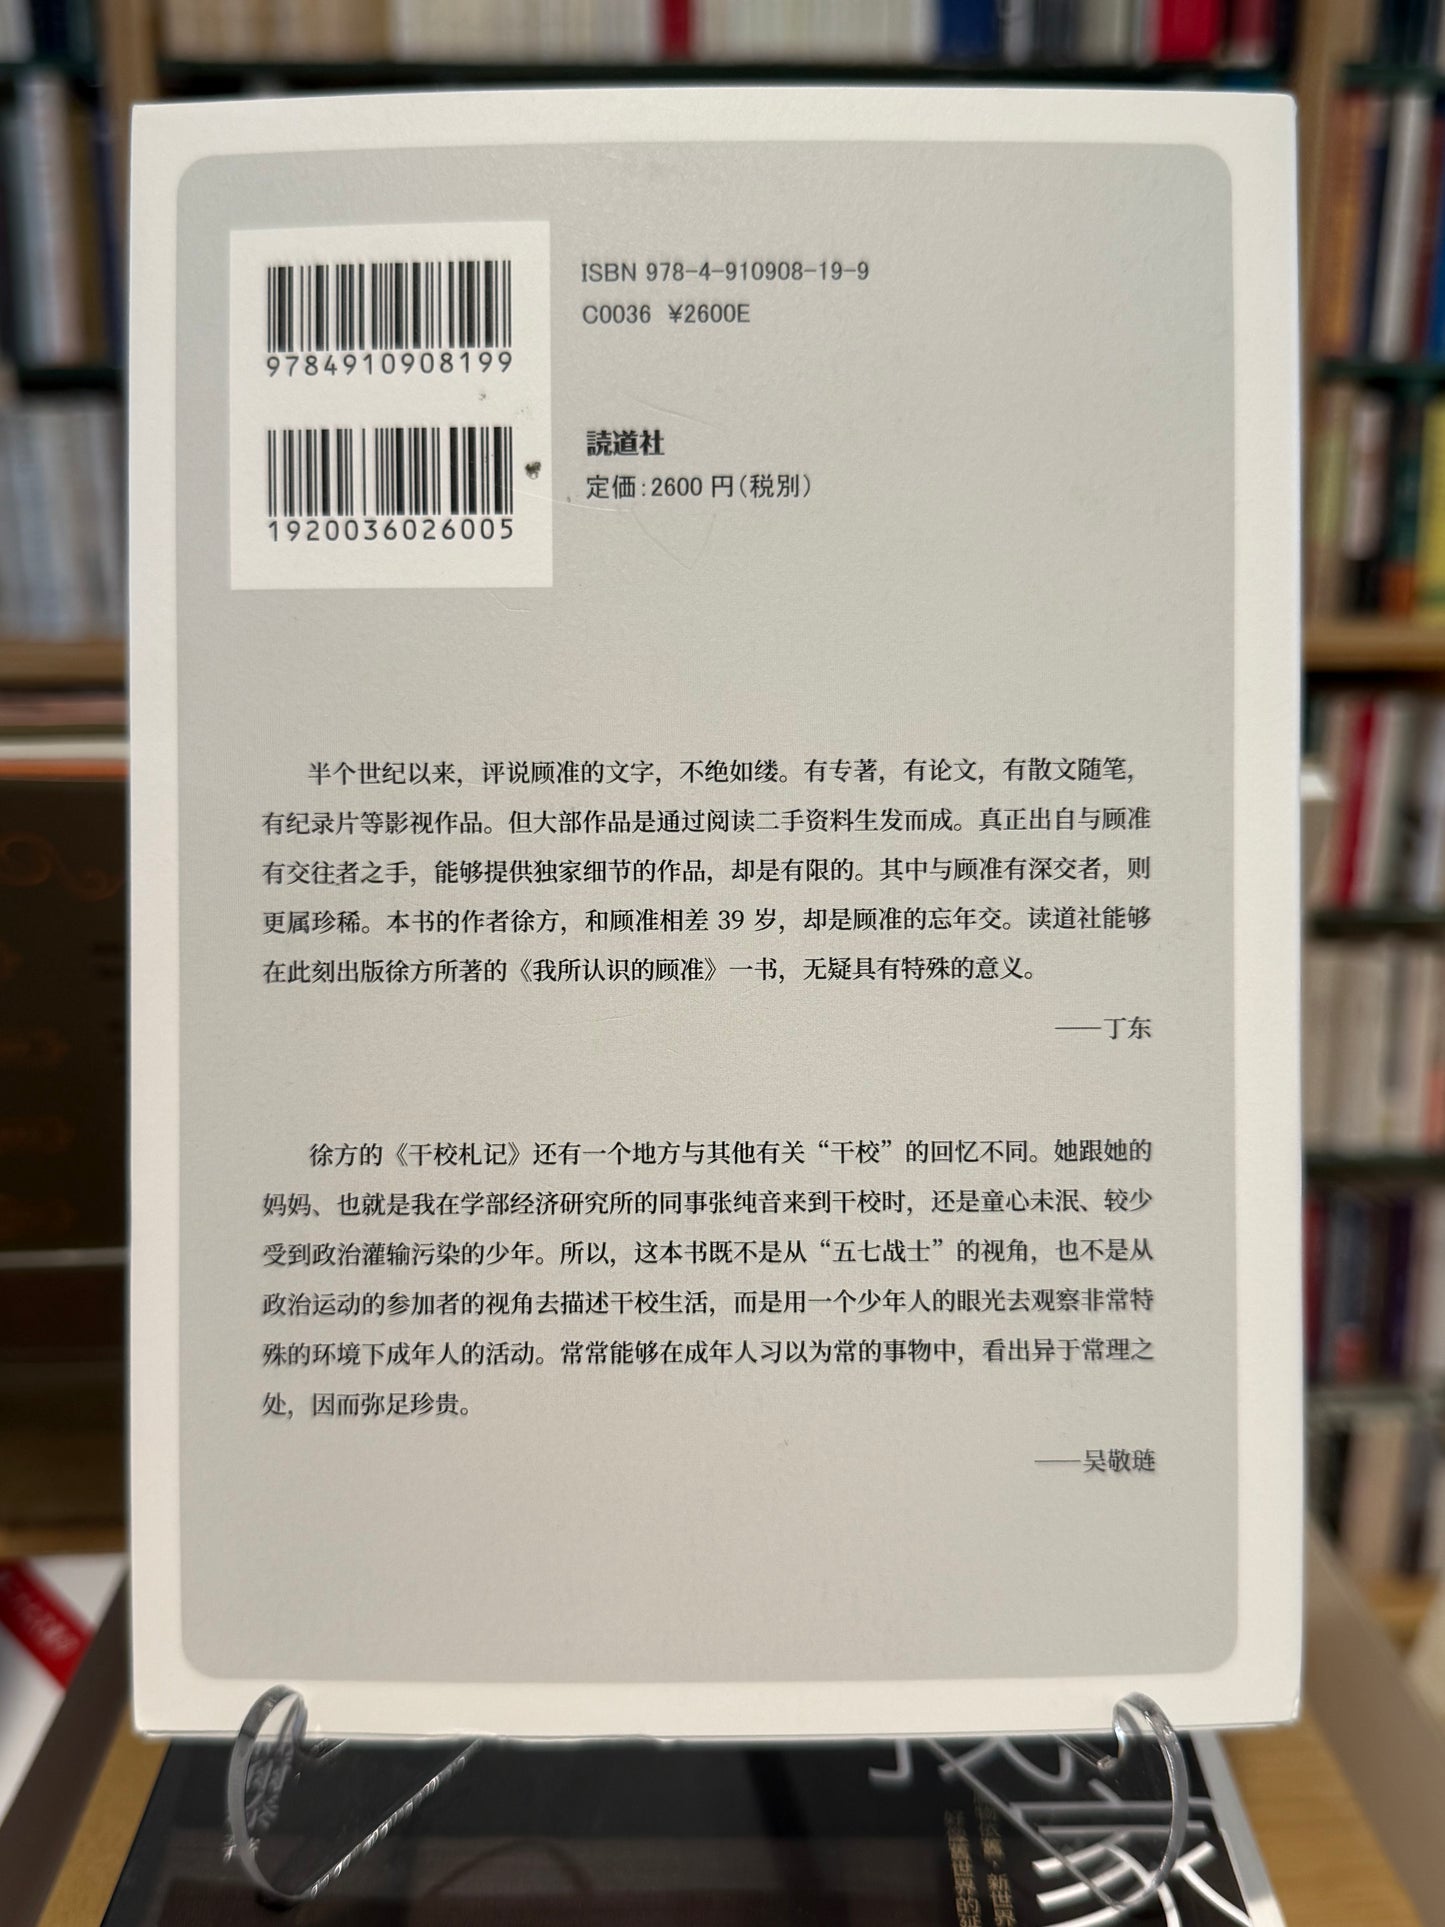 9784910908199
1920036026005
ISBN 978-4-910908-19-9
C0036 ¥2600E
読道社
定価：2600 円（税別）
半个世纪以来，评说顾准的文字，不绝如缕。有专著，有论文，有散文随笔，
有纪录片等影视作品。但大部作品是通过阅读二手资料生发而成。真正出自与顾准
有交往者之手，能够提供独家细节的作品，却是有限的。其中与顾准有深交者，则
更属珍稀。本书的作者徐方，和顾准相差 39 岁，却是顾准的忘年交。读道社能够
在此刻出版徐方所著的《我所认识的顾准》一书，无疑具有特殊的意义。
——丁东
徐方的《干校札记》还有一个地方与其他有关“干校”的回忆不同。她跟她的
妈妈、也就是我在学部经济研究所的同事张纯音来到干校时，还是童心未泯、较少
受到政治灌输污染的少年。所以，这本书既不是从“五七战士”的视角，也不是从
政治运动的参加者的视角去描述干校生活，而是用一个少年人的眼光去观察非常特
殊的环境下成年人的活动。常常能够在成年人习以为常的事物中，看出异于常理之
处，因而弥足珍贵。
——吴敬琏